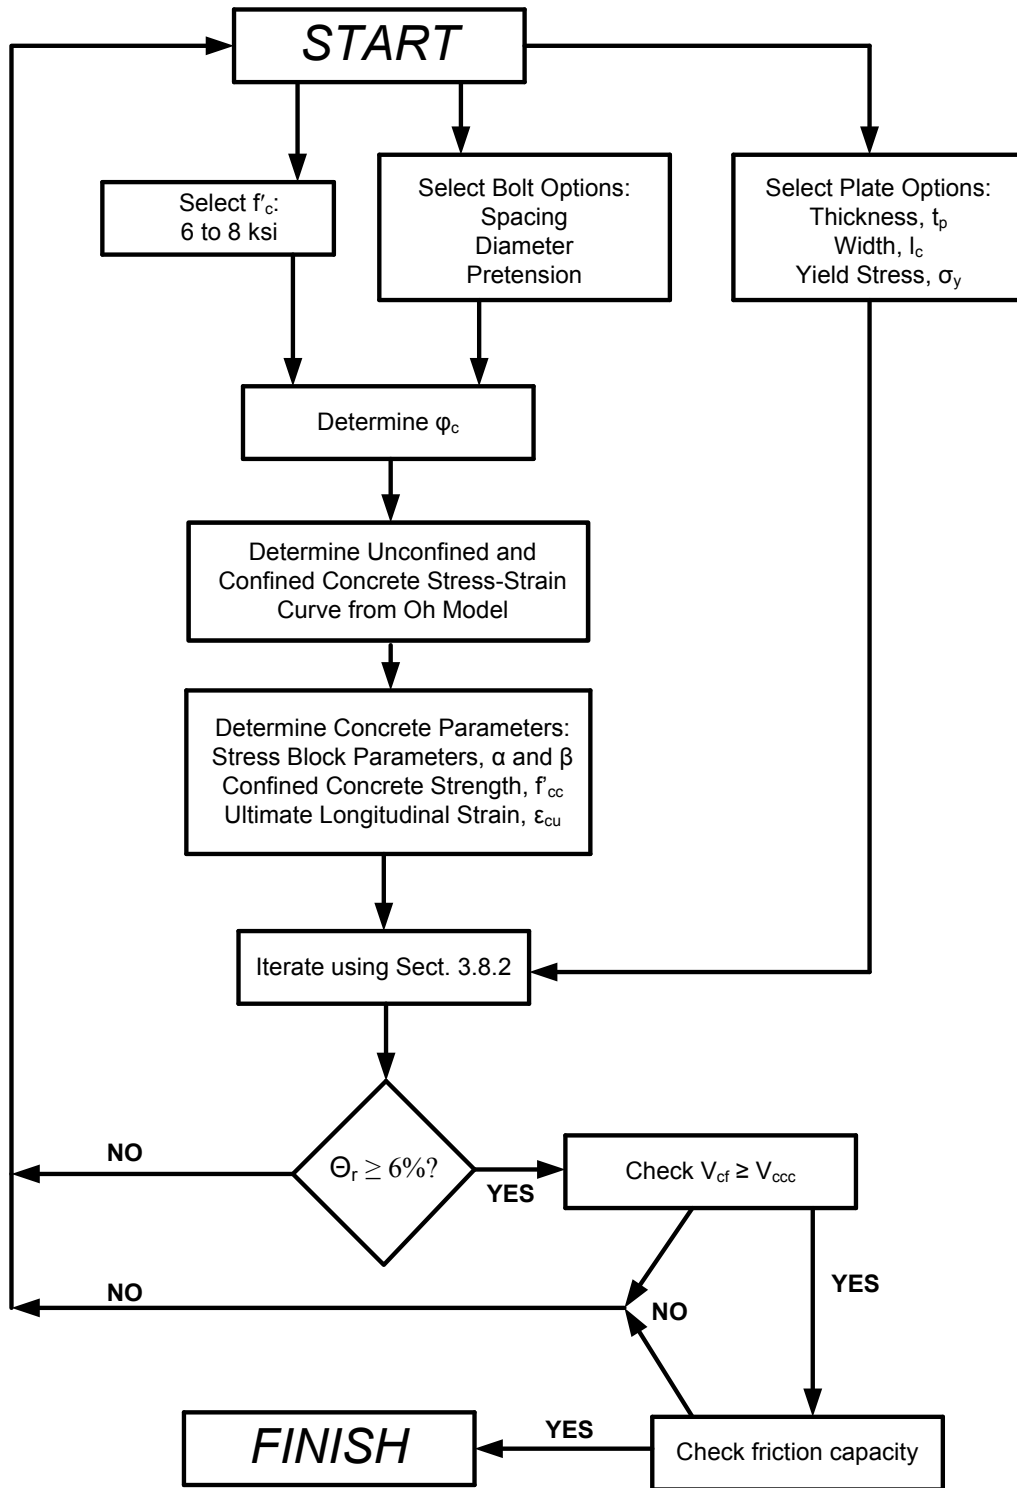 START
Select f'c:
6 to 8 ksi
Select Bolt Options:
Spacing
Diameter
Pretension
Select Plate Options:
Thickness, tp
Width, lc
Yield Stress, σy
Determine φc
Determine Unconfined and
Confined Concrete Stress-Strain
Curve from Oh Model
Determine Concrete Parameters:
Stress Block Parameters, α and β
Confined Concrete Strength, f'cc
Ultimate Longitudinal Strain, εcu
Iterate using Sect. 3.8.2
Θr ≥ 6%?
NO
YES
Check Vcf ≥ Vccc
NO
NO
YES
Check friction capacity
YES
FINISH